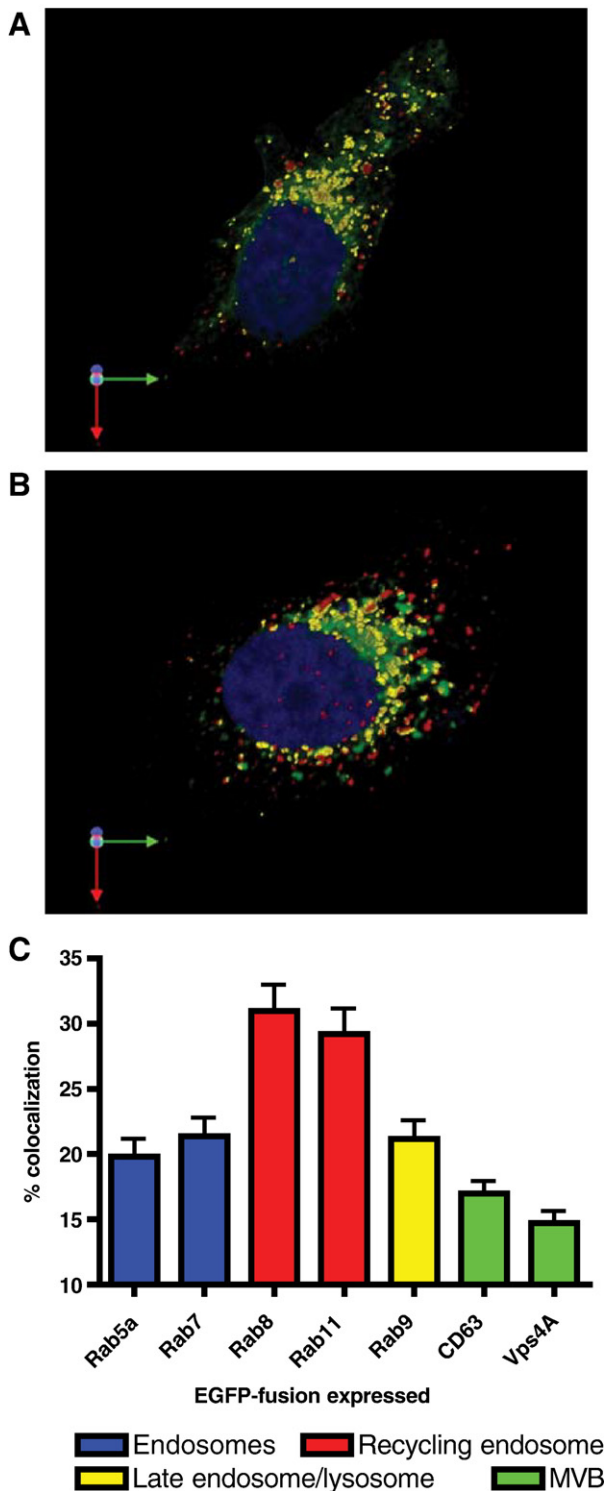 A
B
C
35
30
25
20
15
10
% colocalization
Rab5a
Rab7
Rab8
Rab11
Rab9
CD63
Vps4A
EGFP-fusion expressed
Endosomes
Recycling endosome
Late endosome/lysosome
MVB